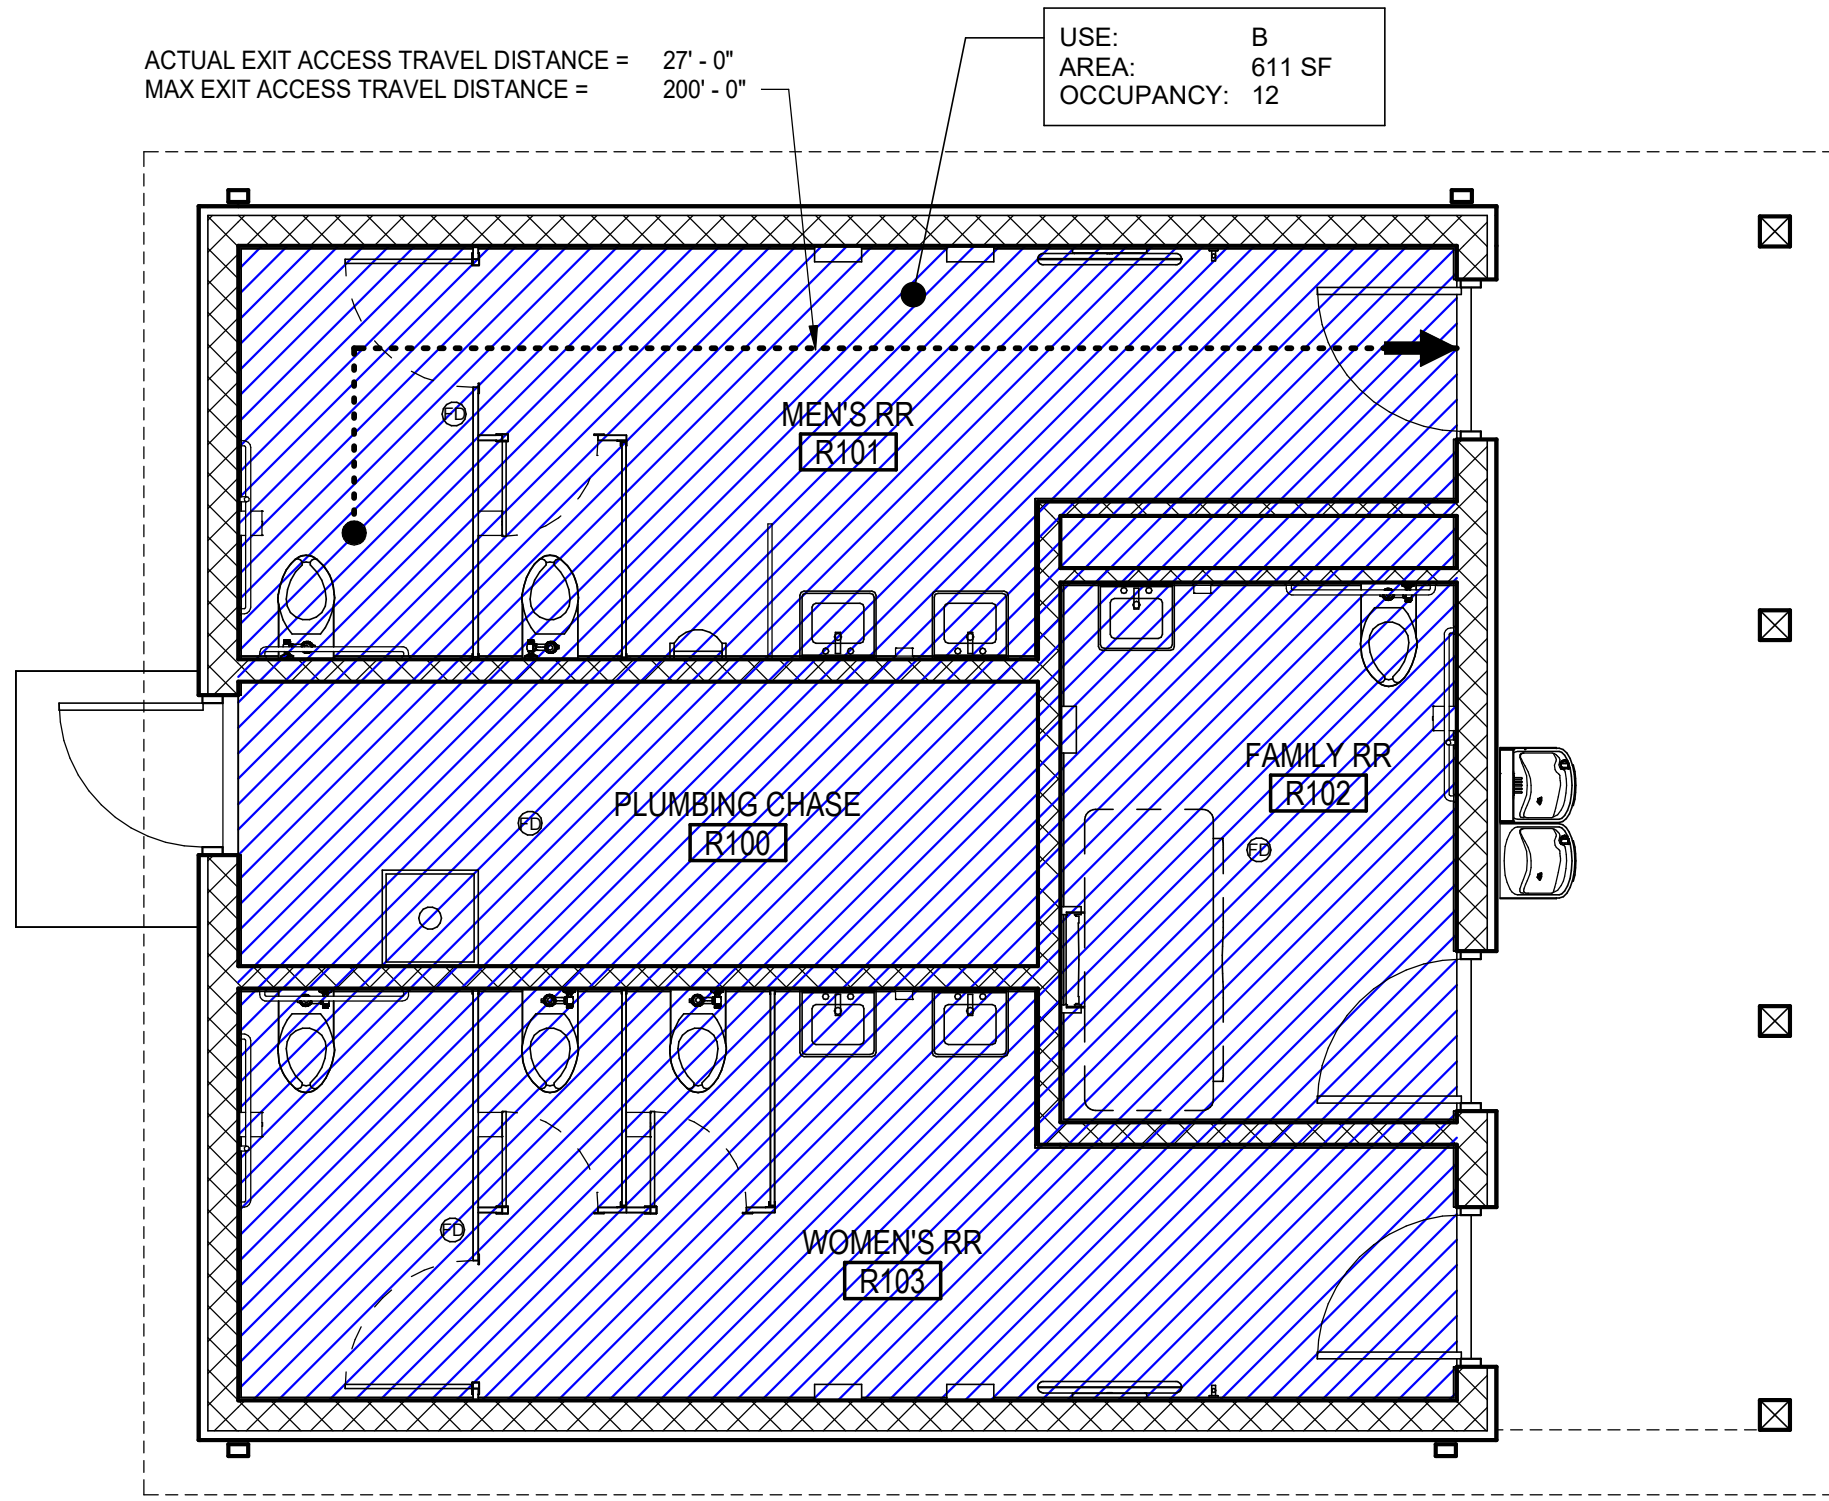 ACTUAL EXIT ACCESS TRAVEL DISTANCE = 27' - 0"
MAX EXIT ACCESS TRAVEL DISTANCE = 200' - 0"
USE: B
AREA: 611 SF
OCCUPANCY: 12
FD
MEN'S RR
R101
FAMILY RR
R102
PLUMBING CHASE
R100
FD
FD
WOMEN'S RR
R103
FD